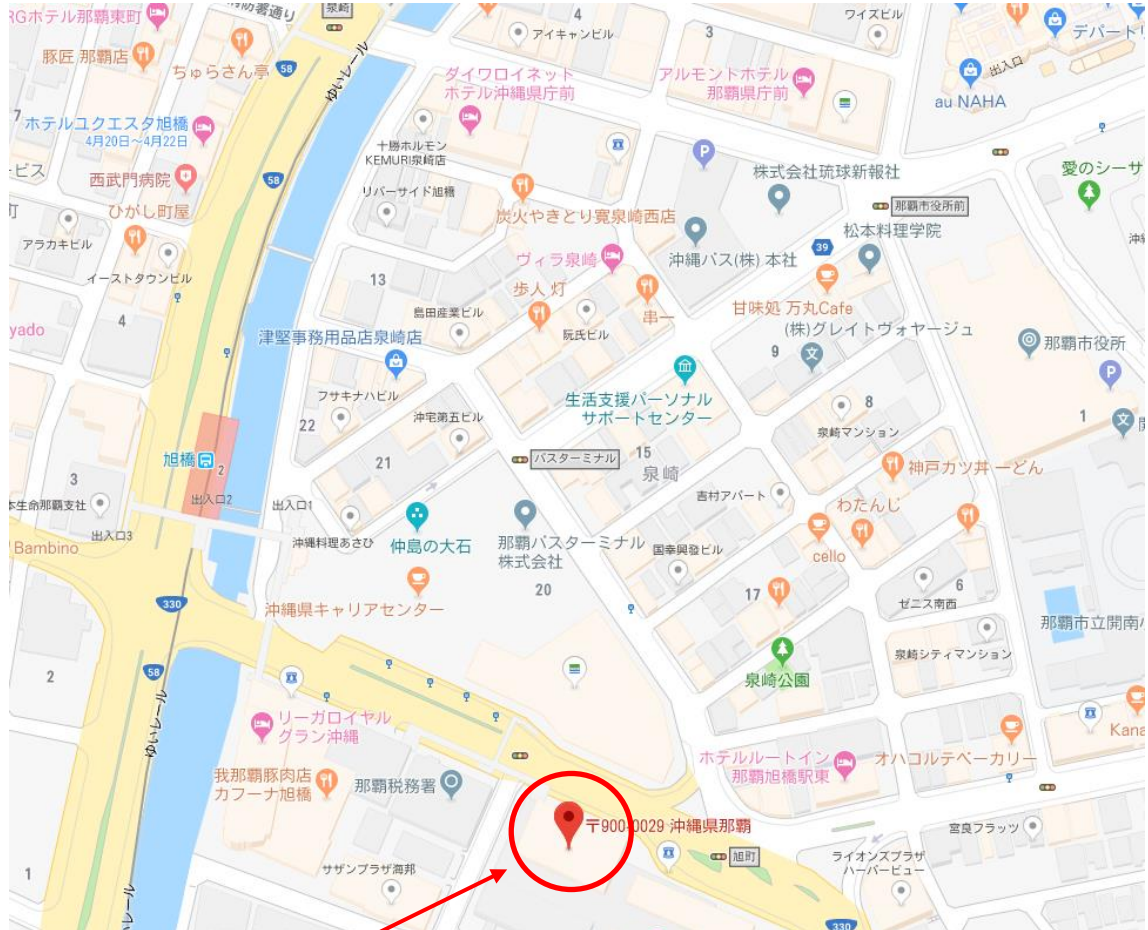 RGホテル那覇東町
消防署通り
泉崎
4
アイキャンビル
3
ワイズビル
デパートリ
豚匠 那覇店
ちゅらさん亭
58
ゆいレール
ダイワロイネット
ホテル沖縄県庁前
アルモントホテル
那覇県庁前
出入口
au NAHA
7
ホテルユクエスタ旭橋
4月20日～4月22日
十勝ホルモン
KEMURI泉崎店
P
ービス
西武門病院
58
リバーサイド旭橋
株式会社琉球新報社
愛のシーサ
町
ひがし町屋
炭火やきとり寛泉崎西店
那覇市役所前
アラカキビル
松本料理学院
39
沖縄バス(株) 本社
ヴィラ泉崎
イーストタウンビル
13
歩人 灯
甘味処 万丸Cafe
島田産業ビル
串一
(株)グレイトヴォヤージュ
4
yado
阮氏ビル
津堅事務用品店泉崎店
9
那覇市役所
P
フサキナハビル
生活支援パーソナル
サポートセンター
8
22
沖宅第五ビル
泉崎マンション
1
旭橋
2
21
バスターミナル
15
泉崎
神戸カツ丼 一どん
3
本生命那覇支社
出入口2
出入口1
吉村アパート
わたんじ
出入口3
沖縄料理あさひ
仲島の大石
那覇バスターミナル
株式会社
国幸興發ビル
cello
Bambino
20
17
6
330
沖縄県キャリアセンター
ゼニス南西
那覇市立開南小
泉崎シティマンション
2
58
泉崎公園
ゆいレール
リーガロイヤル
グラン沖縄
Kana
ホテルルートイン
那覇旭橋駅東
オハコルテベーカリー
我那覇豚肉店
カフーナ旭橋
那覇税務署
〒900-0029 沖縄県那覇
宮良フラッツ
旭町
ライオンズプラザ
ハーバービュー
サザンプラザ海邦
1
ゆいレー
330